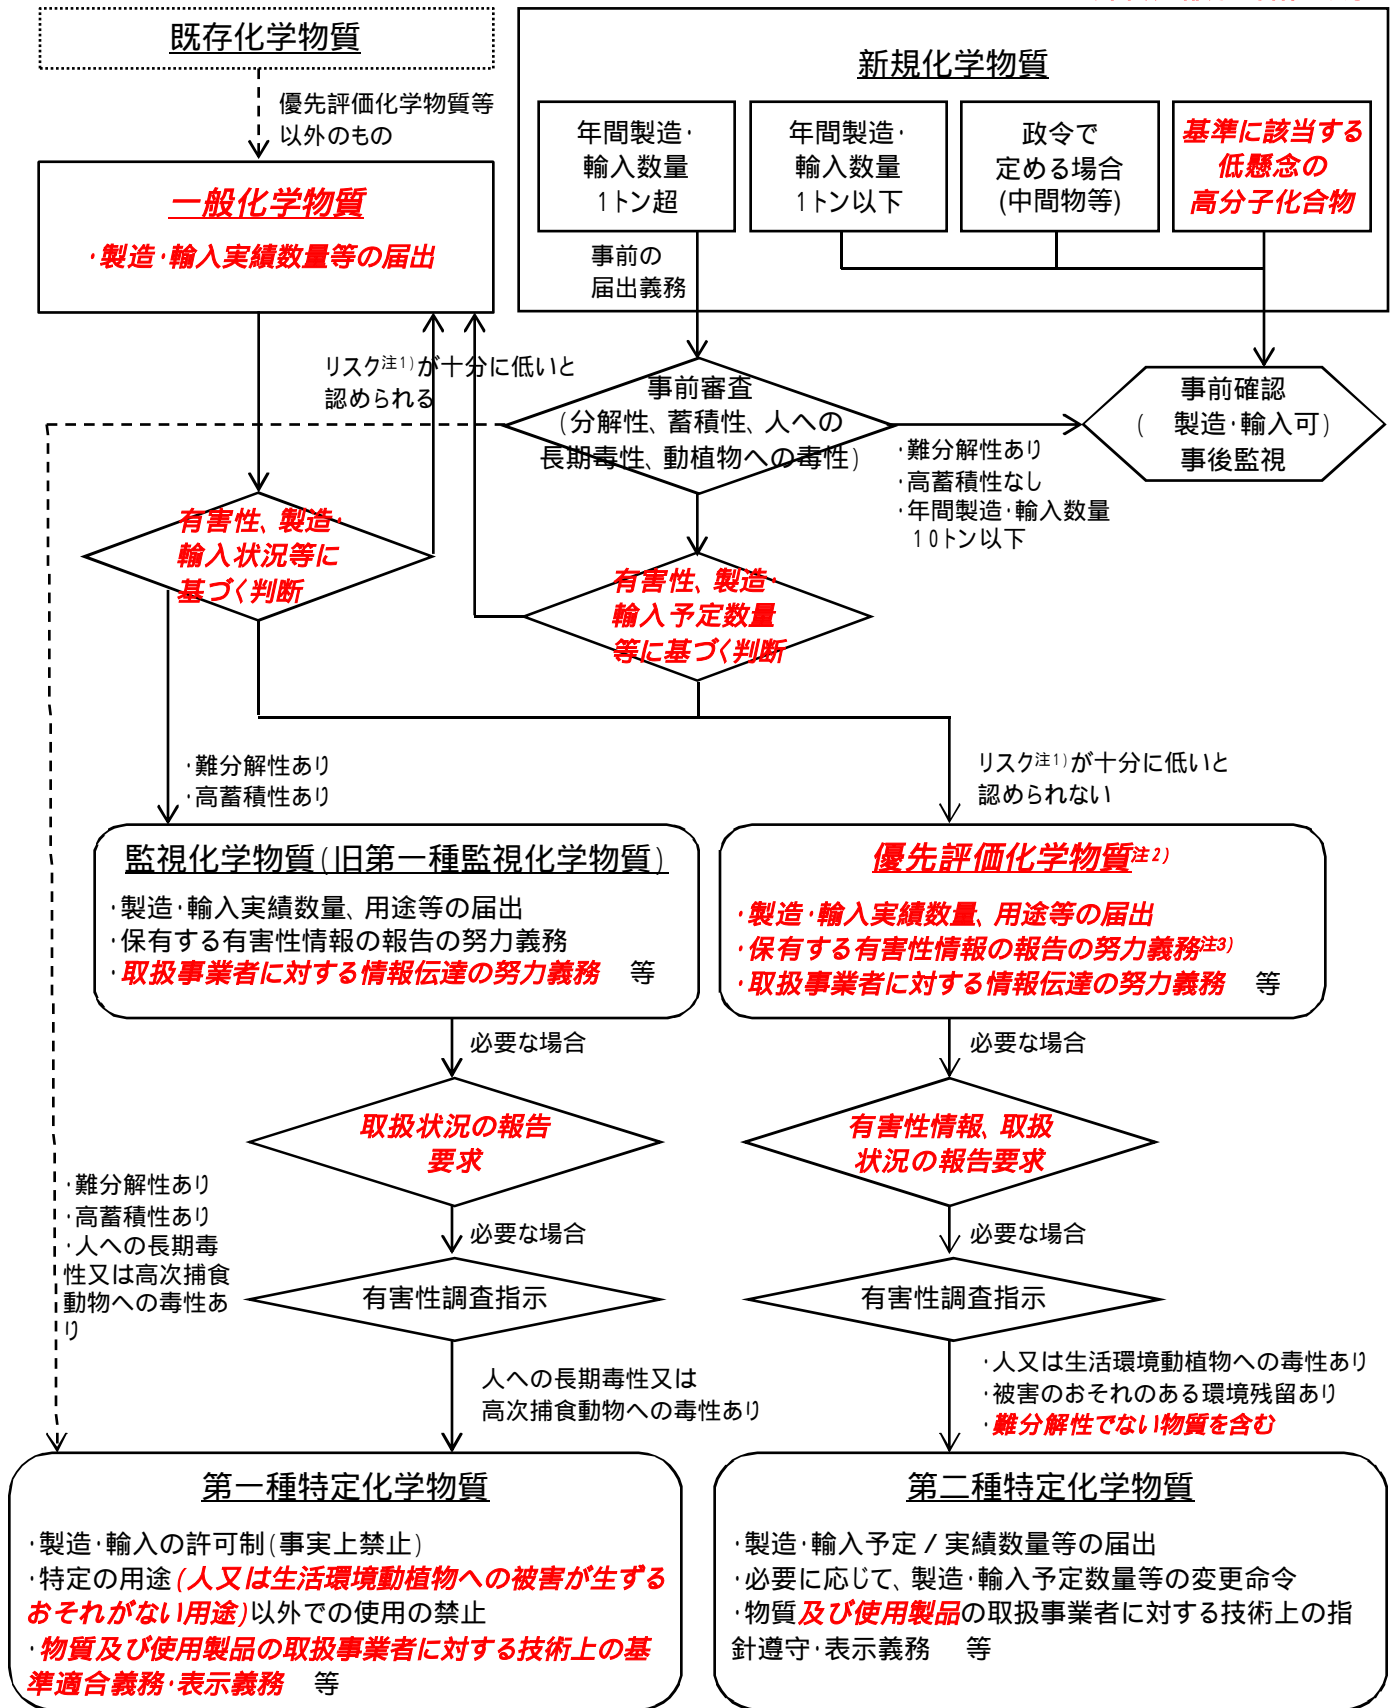 既存化学物質
優先評価化学物質等
以外のもの
一般化学物質
・製造・輸入実績数量等の届出
新規化学物質
年間製造・
輸入数量
1トン超
年間製造・
輸入数量
1トン以下
政令で
定める場合
(中間物等)
基準に該当する
低懸念の
高分子化合物
事前の
届出義務
リスク注1)が十分に低いと
認められる
事前審査
(分解性、蓄積性、人への
長期毒性、動植物への毒性)
事前確認
(　製造・輸入可)
事後監視
・難分解性あり
・高蓄積性なし
・年間製造・輸入数量
10トン以下
有害性、製造・
輸入状況等に
基づく判断
有害性、製造・
輸入予定数量
等に基づく判断
・難分解性あり
・高蓄積性あり
リスク注1)が十分に低いと
認められない
監視化学物質(旧第一種監視化学物質)
・製造・輸入実績数量、用途等の届出
・保有する有害性情報の報告の努力義務
・取扱事業者に対する情報伝達の努力義務　等
優先評価化学物質注2)
・製造・輸入実績数量、用途等の届出
・保有する有害性情報の報告の努力義務注3)
・取扱事業者に対する情報伝達の努力義務　等
必要な場合
必要な場合
取扱状況の報告
要求
有害性情報、取扱
状況の報告要求
・難分解性あり
・高蓄積性あり
・人への長期毒
性又は高次捕食
動物への毒性あ
り
必要な場合
必要な場合
有害性調査指示
有害性調査指示
人への長期毒性又は
高次捕食動物への毒性あり
・人又は生活環境動植物への毒性あり
・被害のおそれのある環境残留あり
・難分解性でない物質を含む
第一種特定化学物質
・製造・輸入の許可制(事実上禁止)
・特定の用途(人又は生活環境動植物への被害が生ずる
おそれがない用途)以外での使用の禁止
・物質及び使用製品の取扱事業者に対する技術上の基
準適合義務・表示義務　等
第二種特定化学物質
・製造・輸入予定/実績数量等の届出
・必要に応じて、製造・輸入予定数量等の変更命令
・物質及び使用製品の取扱事業者に対する技術上の指
針遵守・表示義務　等